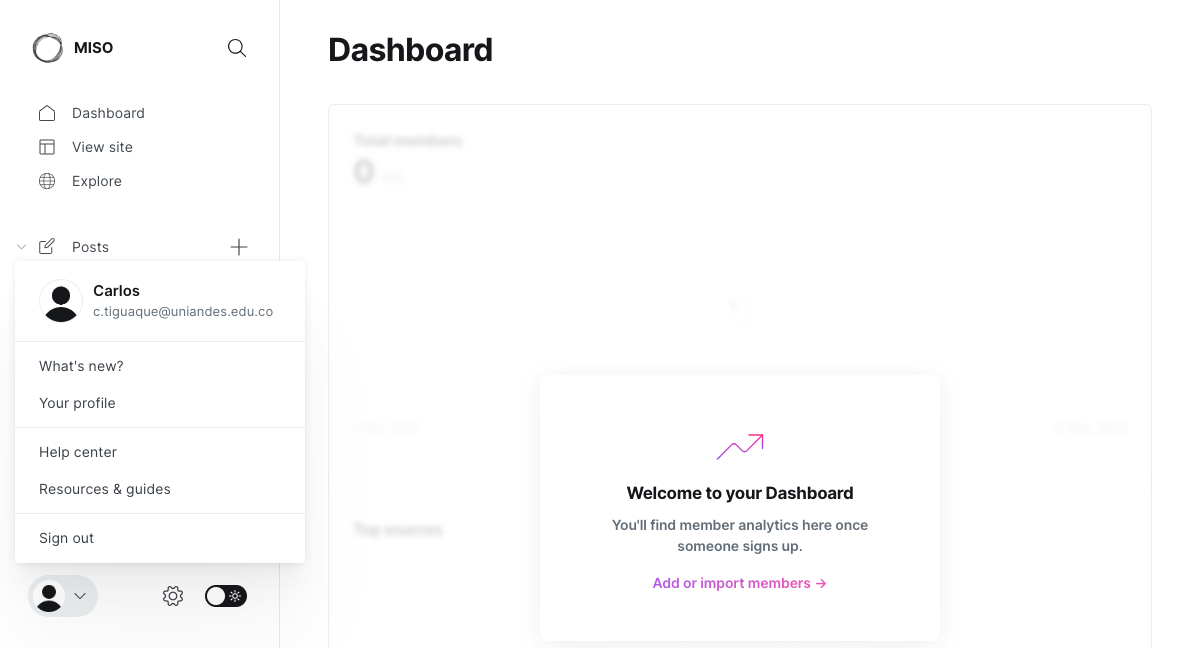 MISO
Dashboard
View site
Explore
Posts
Carlos
c.tiguaque@uniandes.edu.co
What's new?
Your profile
Help center
Resources & guides
Sign out
Dashboard
Total members
0
Top sources
Welcome to your Dashboard
You'll find member analytics here once
someone signs up.
Add or import members →